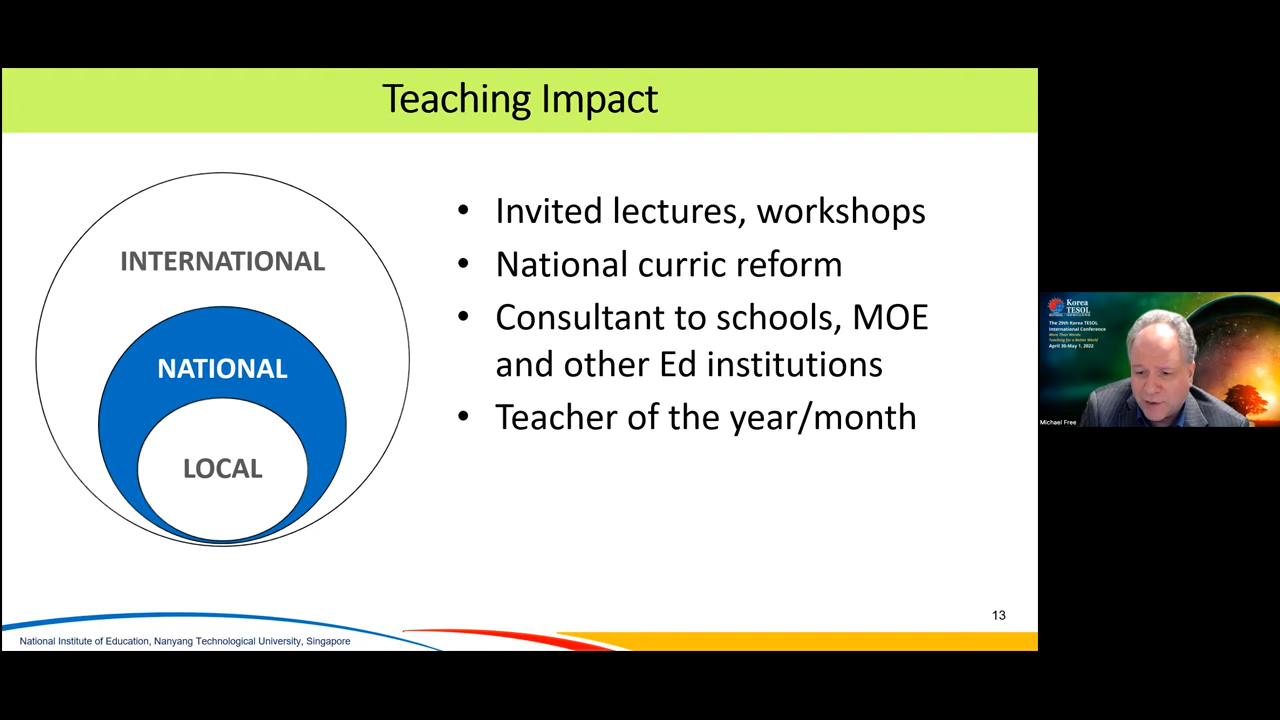 Teaching Impact
INTERNATIONAL
NATIONAL
LOCAL
• Invited lectures, workshops
• National curric reform
• Consultant to schools, MOE
and other Ed institutions
• Teacher of the year/month
13
National Institute of Education, Nanyang Technological University, Singapore
Korea
TESOL
The 29th Korea TESOL
International Conference
More Than Words:
Teaching for a Better World
April 30-May 1, 2022
Michael Free